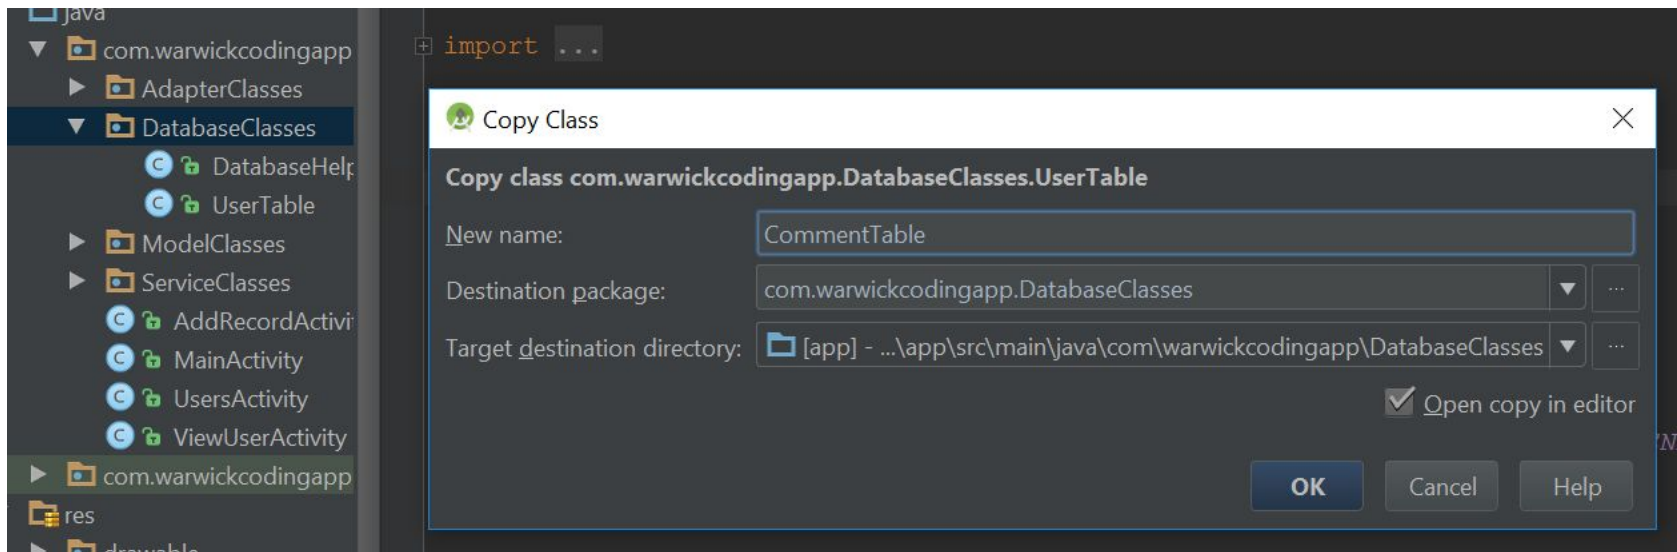 java
com.warwickcodingapp
AdapterClasses
DatabaseClasses
DatabaseHelp
UserTable
ModelClasses
ServiceClasses
AddRecordActivi
MainActivity
UsersActivity
ViewUserActivity
com.warwickcodingapp
res
drawable
import ...
Copy Class
Copy class com.warwickcodingapp.DatabaseClasses.UserTable
New name:
CommentTable
Destination package:
com.warwickcodingapp.DatabaseClasses
Target destination directory:
[app] - ...\app\src\main\java\com\warwickcodingapp\DatabaseClasses
Open copy in editor
OK
Cancel
Help